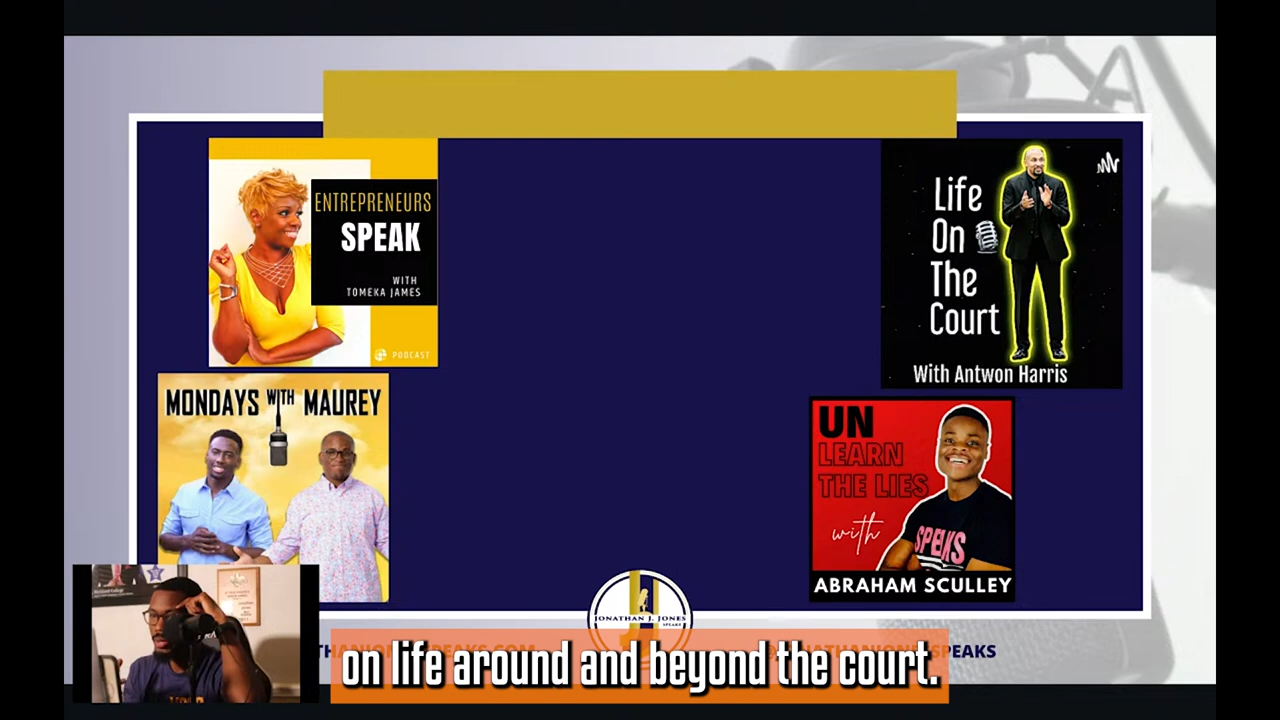 ENTREPRENEURS
SPEAK
WITH
TOMEKA JAMES
PODCAST
Life
On
The
Court
With Antwon Harris
MONDAYS WITH MAUREY
UN
LEARN
THE LIES
with
SPEAKS
ABRAHAM SCULLEY
JONATHAN J. JONES
SPEAKS
on life around and beyond the court.